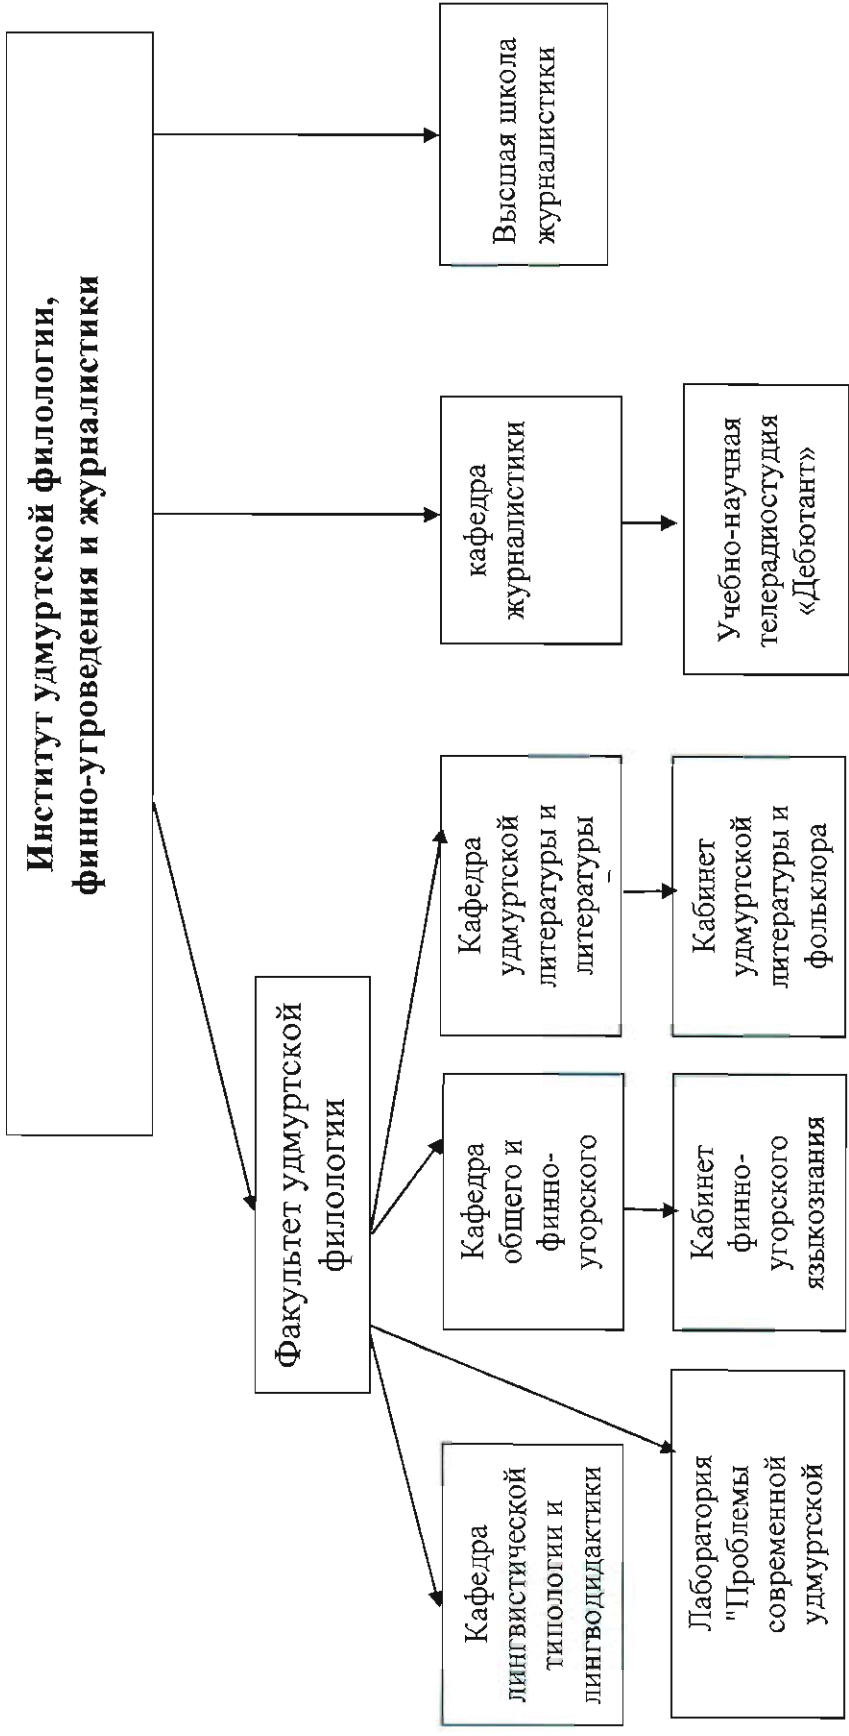 Институт удмуртской филологии,
финно-угроведения и журналистики
Факультет удмуртской
филологии
Кафедра
лингвистической
типологии и
лингводидактики
Кафедра
общего и
финно-
угорского
Кафедра
удмуртской
литературы и
литературы
кафедра
журналистики
Высшая школа
журналистики
Лаборатория
"Проблемы
современной
удмуртской
Кабинет
финно-
угорского
языкознания
Кабинет
удмуртской
литературы и
фольклора
Учебно-научная
телерадиостудия
«Дебютант»